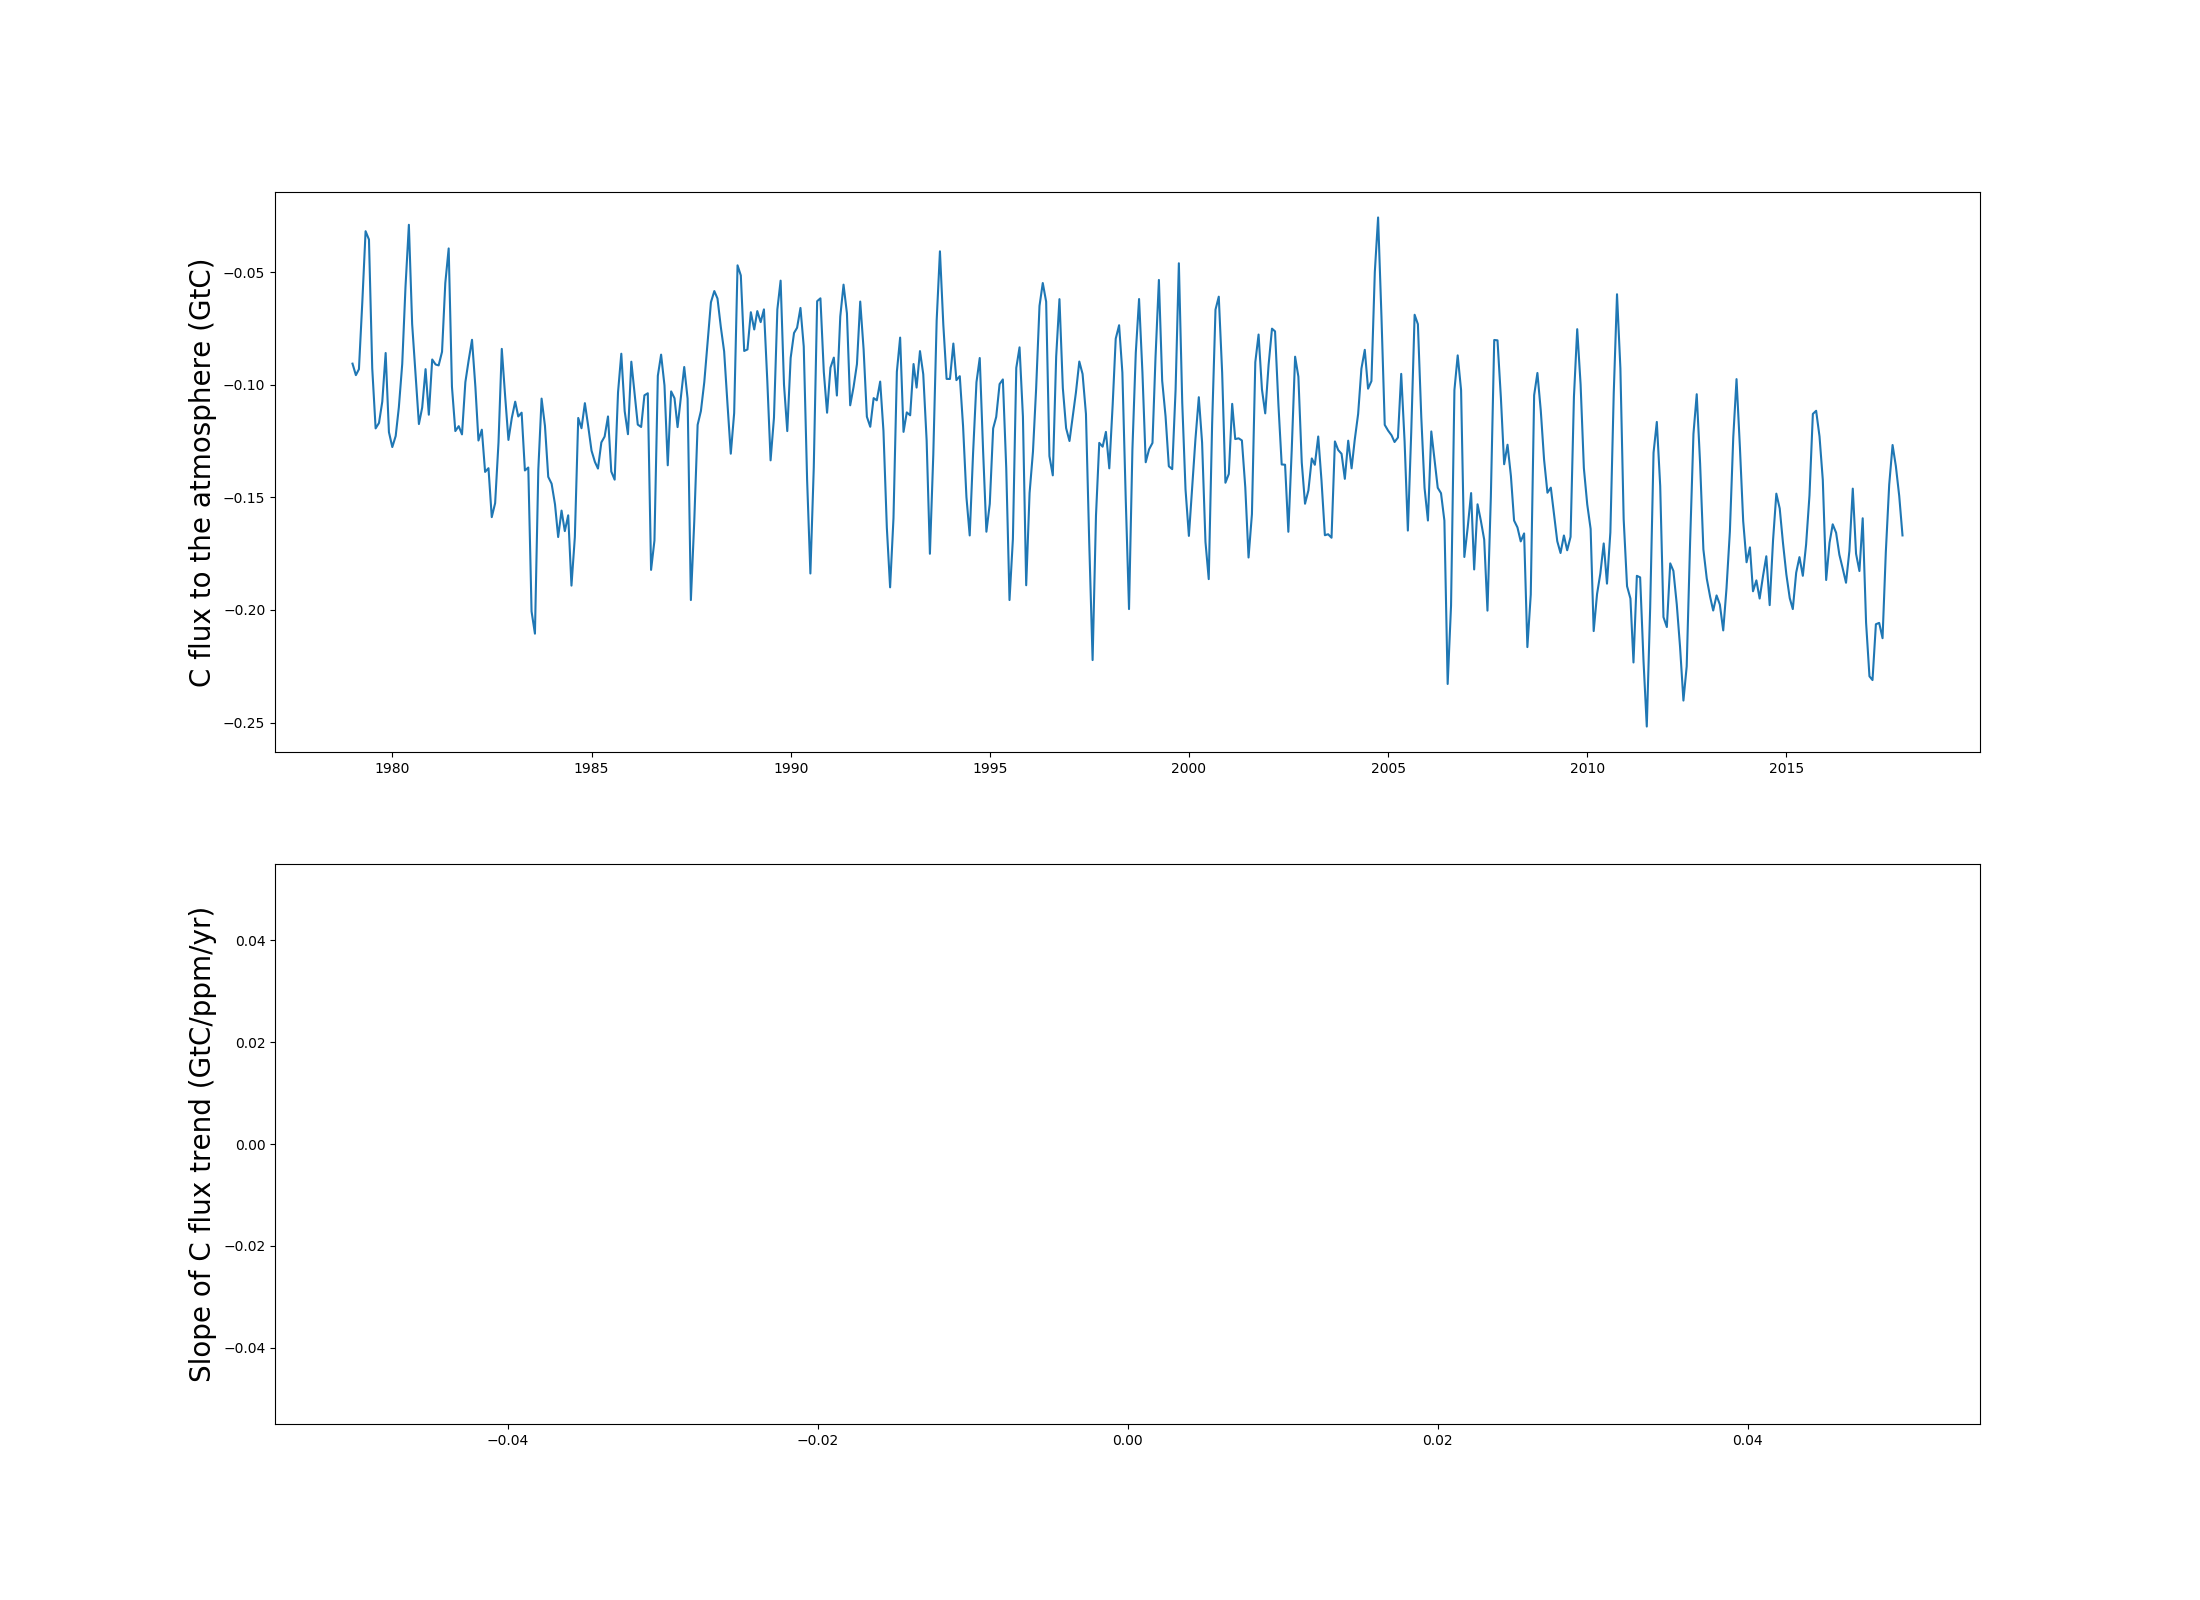 C flux to the atmosphere (GtC)
−0.05
−0.10
−0.15
−0.20
−0.25
1980 1985 1990 1995 2000 2005 2010 2015
Slope of C flux trend (GtC/ppm/yr)
0.04
0.02
0.00
−0.02
−0.04
−0.04 −0.02 0.00 0.02 0.04